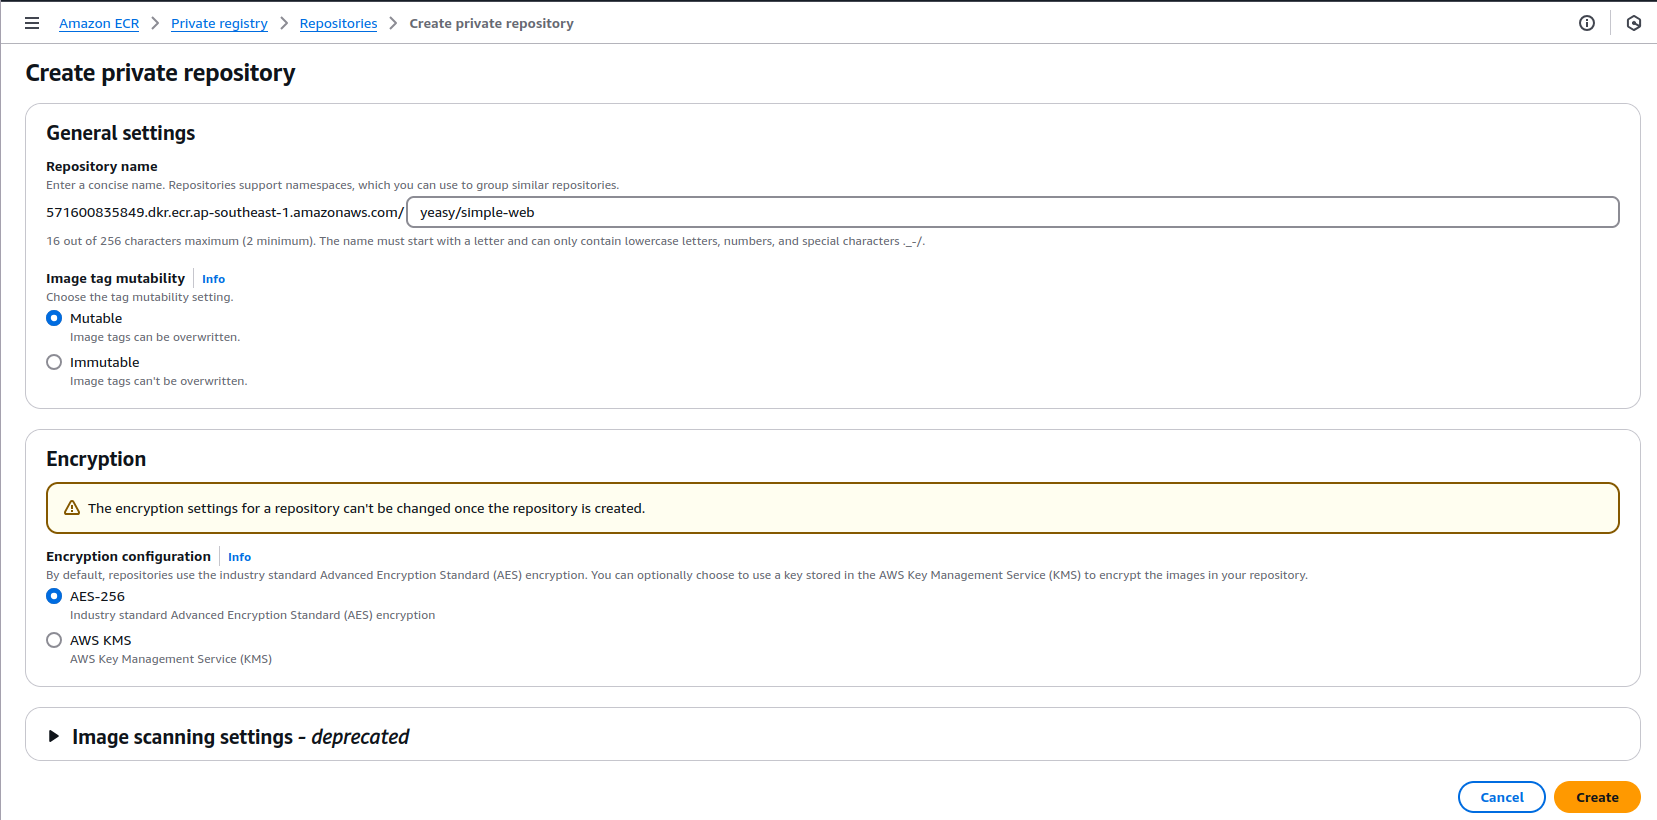 Amazon ECR > Private registry > Repositories > Create private repository
Create private repository
General settings
Repository name
Enter a concise name. Repositories support namespaces, which you can use to group similar repositories.
571600835849.dkr.ecr.ap-southeast-1.amazonaws.com/ yeasy/simple-web
16 out of 256 characters maximum (2 minimum). The name must start with a letter and can only contain lowercase letters, numbers, and special characters ._-/.
Image tag mutability Info
Choose the tag mutability setting.
Mutable
Image tags can be overwritten.
Immutable
Image tags can't be overwritten.
Encryption
The encryption settings for a repository can't be changed once the repository is created.
Encryption configuration Info
By default, repositories use the industry standard Advanced Encryption Standard (AES) encryption. You can optionally choose to use a key stored in the AWS Key Management Service (KMS) to encrypt the images in your repository.
AES-256
Industry standard Advanced Encryption Standard (AES) encryption
AWS KMS
AWS Key Management Service (KMS)
Image scanning settings - deprecated
Cancel Create